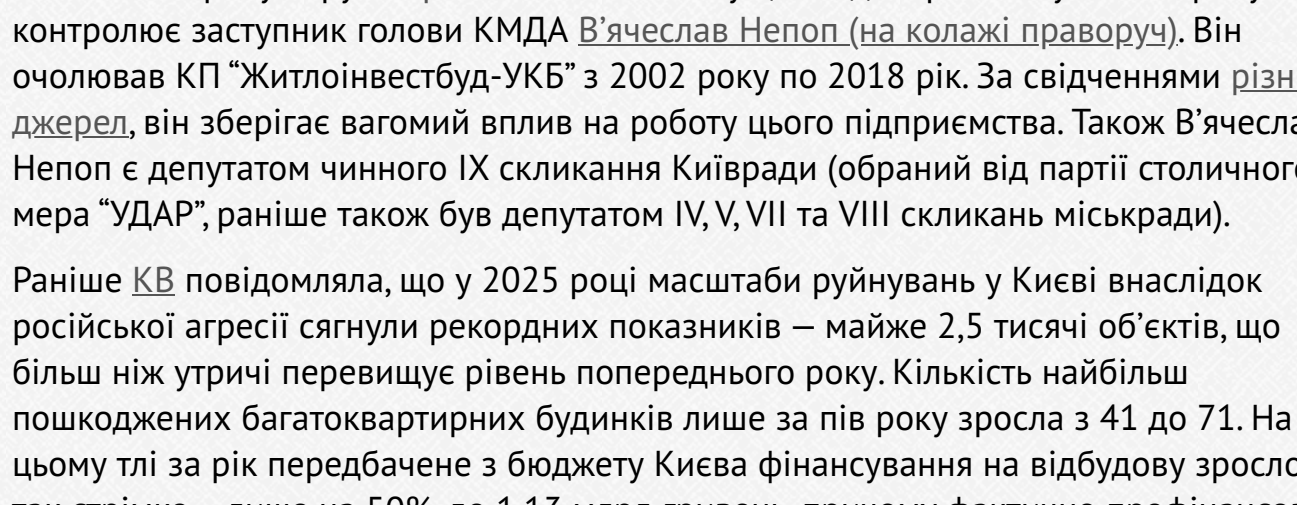 контролює заступник голови КМДА В’ячеслав Непоп (на колажі праворуч). Він
очолював КП “Житлоінвестбуд-УКБ” з 2002 року по 2018 рік. За свідченнями різн
джерел, він зберігає вагомий вплив на роботу цього підприємства. Також В’ячесла
Непоп є депутатом чинного IX скликання Київради (обраний від партії столичного
мера “УДАР”, раніше також був депутатом IV, V, VII та VIII скликань міськради).
Раніше КВ повідомляла, що у 2025 році масштаби руйнувань у Києві внаслідок
російської агресії сягнули рекордних показників — майже 2,5 тисячі об’єктів, що
більш ніж утричі перевищує рівень попереднього року. Кількість найбільш
пошкоджених багатоквартирних будинків лише за пів року зросла з 41 до 71. На
цьому тлі за рік передбачене з бюджету Києва фінансування на відбудову зросло